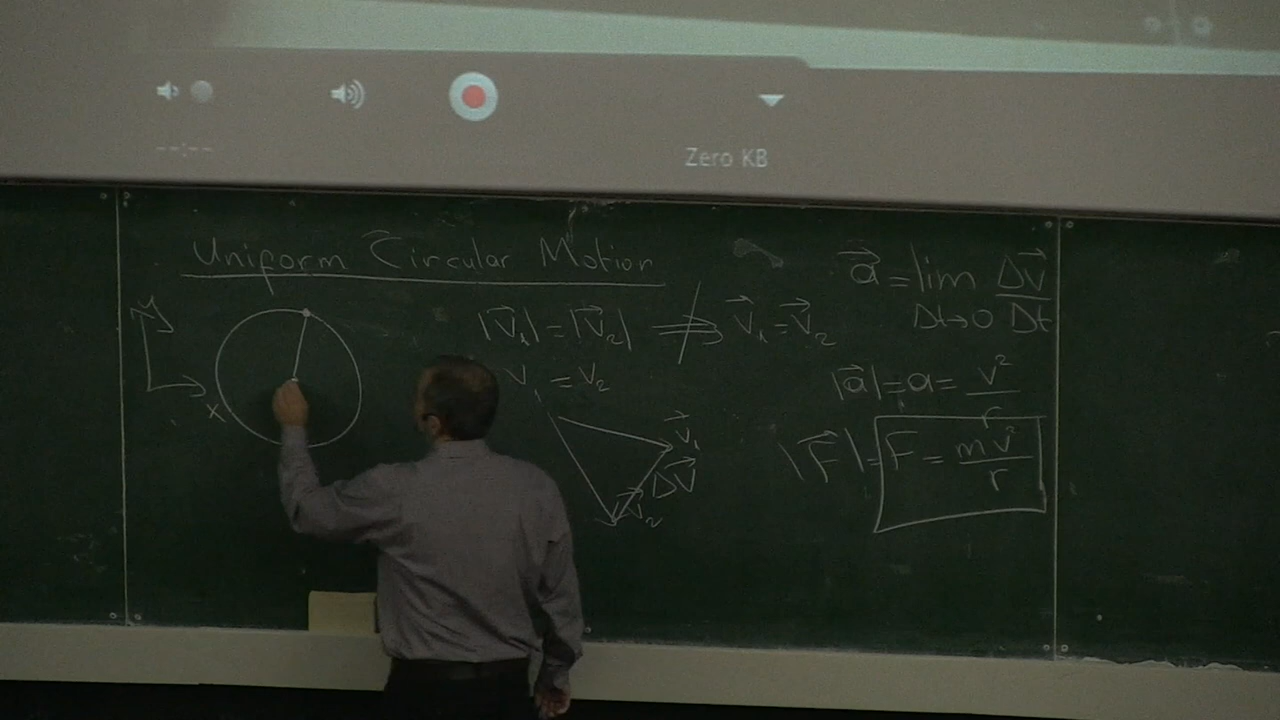 --:--
Zero KB
Uniform Circular Motion
y
x
|V⃗₁| = |V⃗₂| ⇏ V⃗₁ = V⃗₂
V₁ = V₂
V⃗₁
ΔV⃗
V⃗₂
a⃗ = lim ΔV⃗ / Δt
Δt→0
|a⃗| = a = v² / r
|F⃗| = F = mv² / r